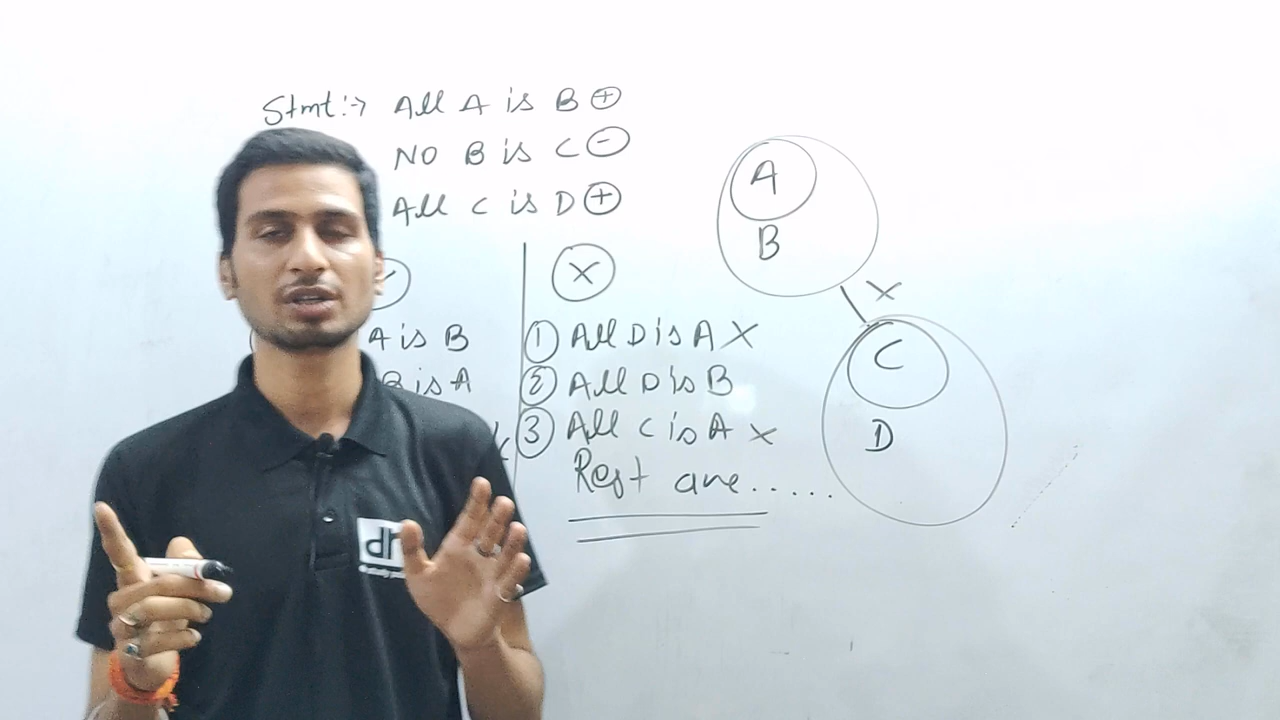 Stmt:→ All A is B ⊕
NO B is C ⊖
All C is D ⊕
A is B
B is A
X
① All D is A X
② All D is B
③ All C is A X
Rest are.....
A
B
X
C
D
dr